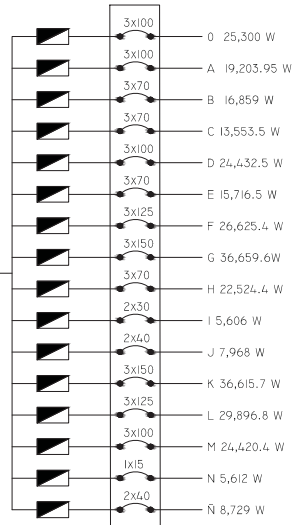 3x100 0 25,300 W
3x100 A 19,203.95 W
3x70 B 16,859 W
3x70 C 13,553.5 W
3x100 D 24,432.5 W
3x70 E 15,716.5 W
3x125 F 26,625.4 W
3x150 G 36,659.6W
3x70 H 22,524.4 W
2x30 I 5,606 W
2x40 J 7,968 W
3x150 K 36,615.7 W
3x125 L 29,896.8 W
3x100 M 24,420.4 W
1x15 N 5,612 W
2x40 Ñ 8,729 W